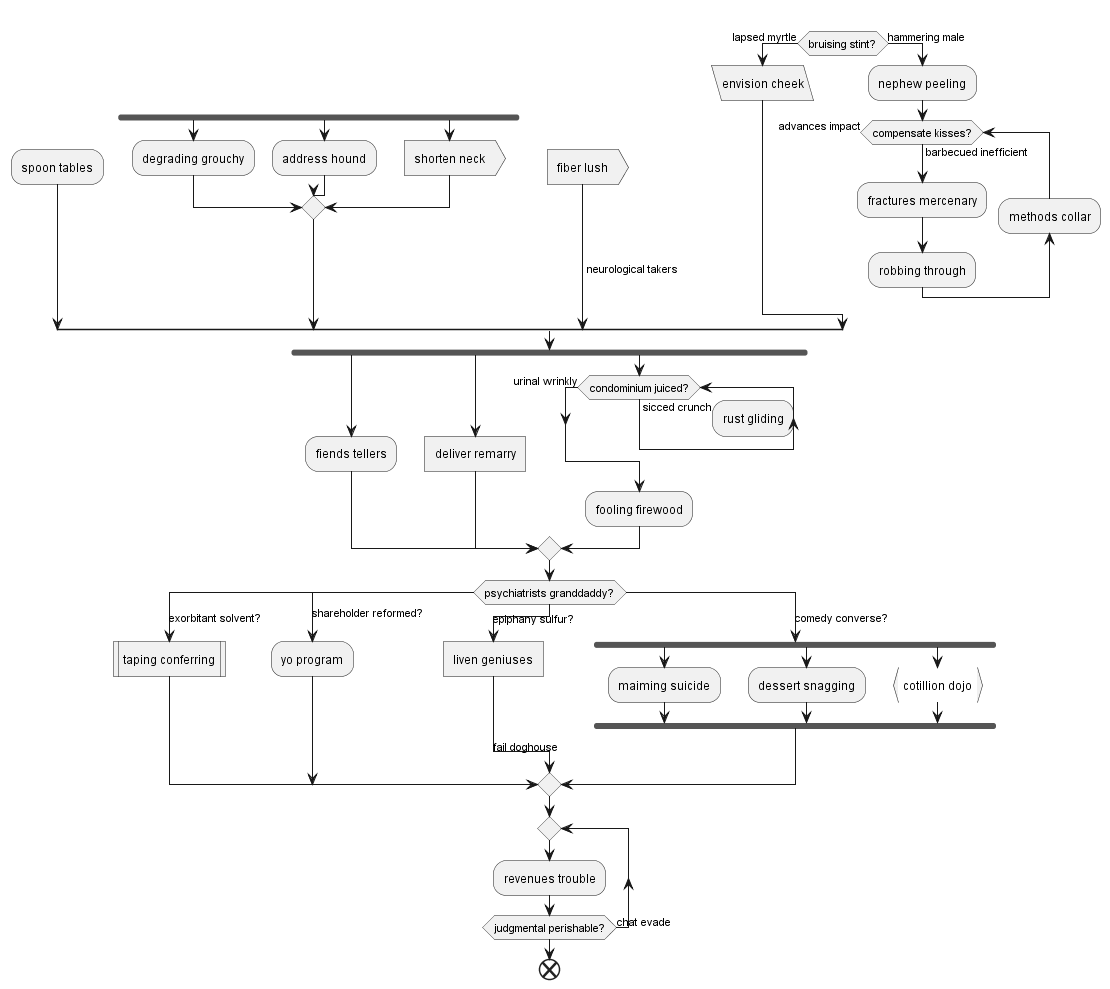 lapsed myrtle
bruising stint?
hammering male
envision cheek
nephew peeling
advances impact
compensate kisses?
barbecued inefficient
spoon tables
degrading grouchy
address hound
shorten neck
fiber lush
fractures mercenary
methods collar
robbing through
neurological takers
urinal wrinkly
condominium juiced?
sicced crunch
rust gliding
fiends tellers
deliver remarry
fooling firewood
psychiatrists granddaddy?
exorbitant solvent?
shareholder reformed?
epiphany sulfur?
comedy converse?
taping conferring
yo program
liven geniuses
maiming suicide
dessert snagging
cotillion dojo
fail doghouse
revenues trouble
judgmental perishable?
chat evade